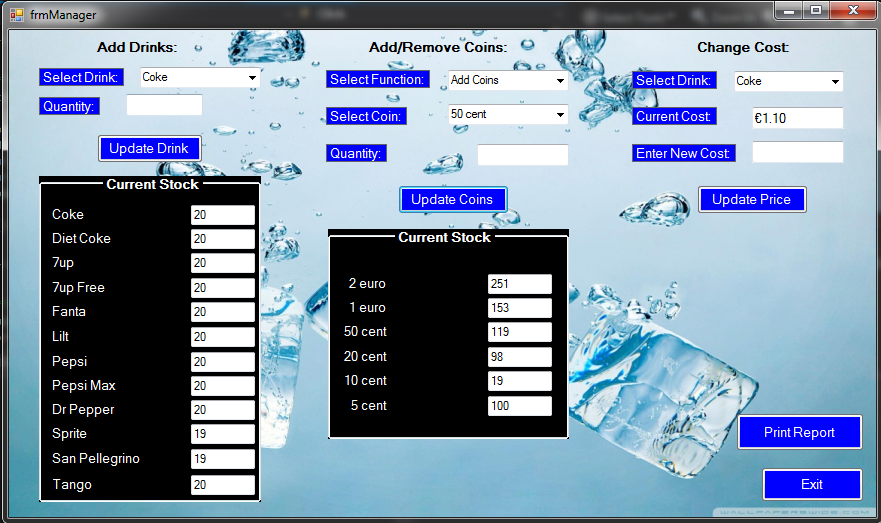 frmManager
Add Drinks:
Select Drink: Coke
Quantity:
Update Drink
Current Stock
Coke 20
Diet Coke 20
7up 20
7up Free 20
Fanta 20
Lilt 20
Pepsi 20
Pepsi Max 20
Dr Pepper 20
Sprite 19
San Pellegrino 19
Tango 20
Add/Remove Coins:
Select Function: Add Coins
Select Coin: 50 cent
Quantity:
Update Coins
Current Stock
2 euro 251
1 euro 153
50 cent 119
20 cent 98
10 cent 19
5 cent 100
Change Cost:
Select Drink: Coke
Current Cost: €1.10
Enter New Cost:
Update Price
Print Report
Exit